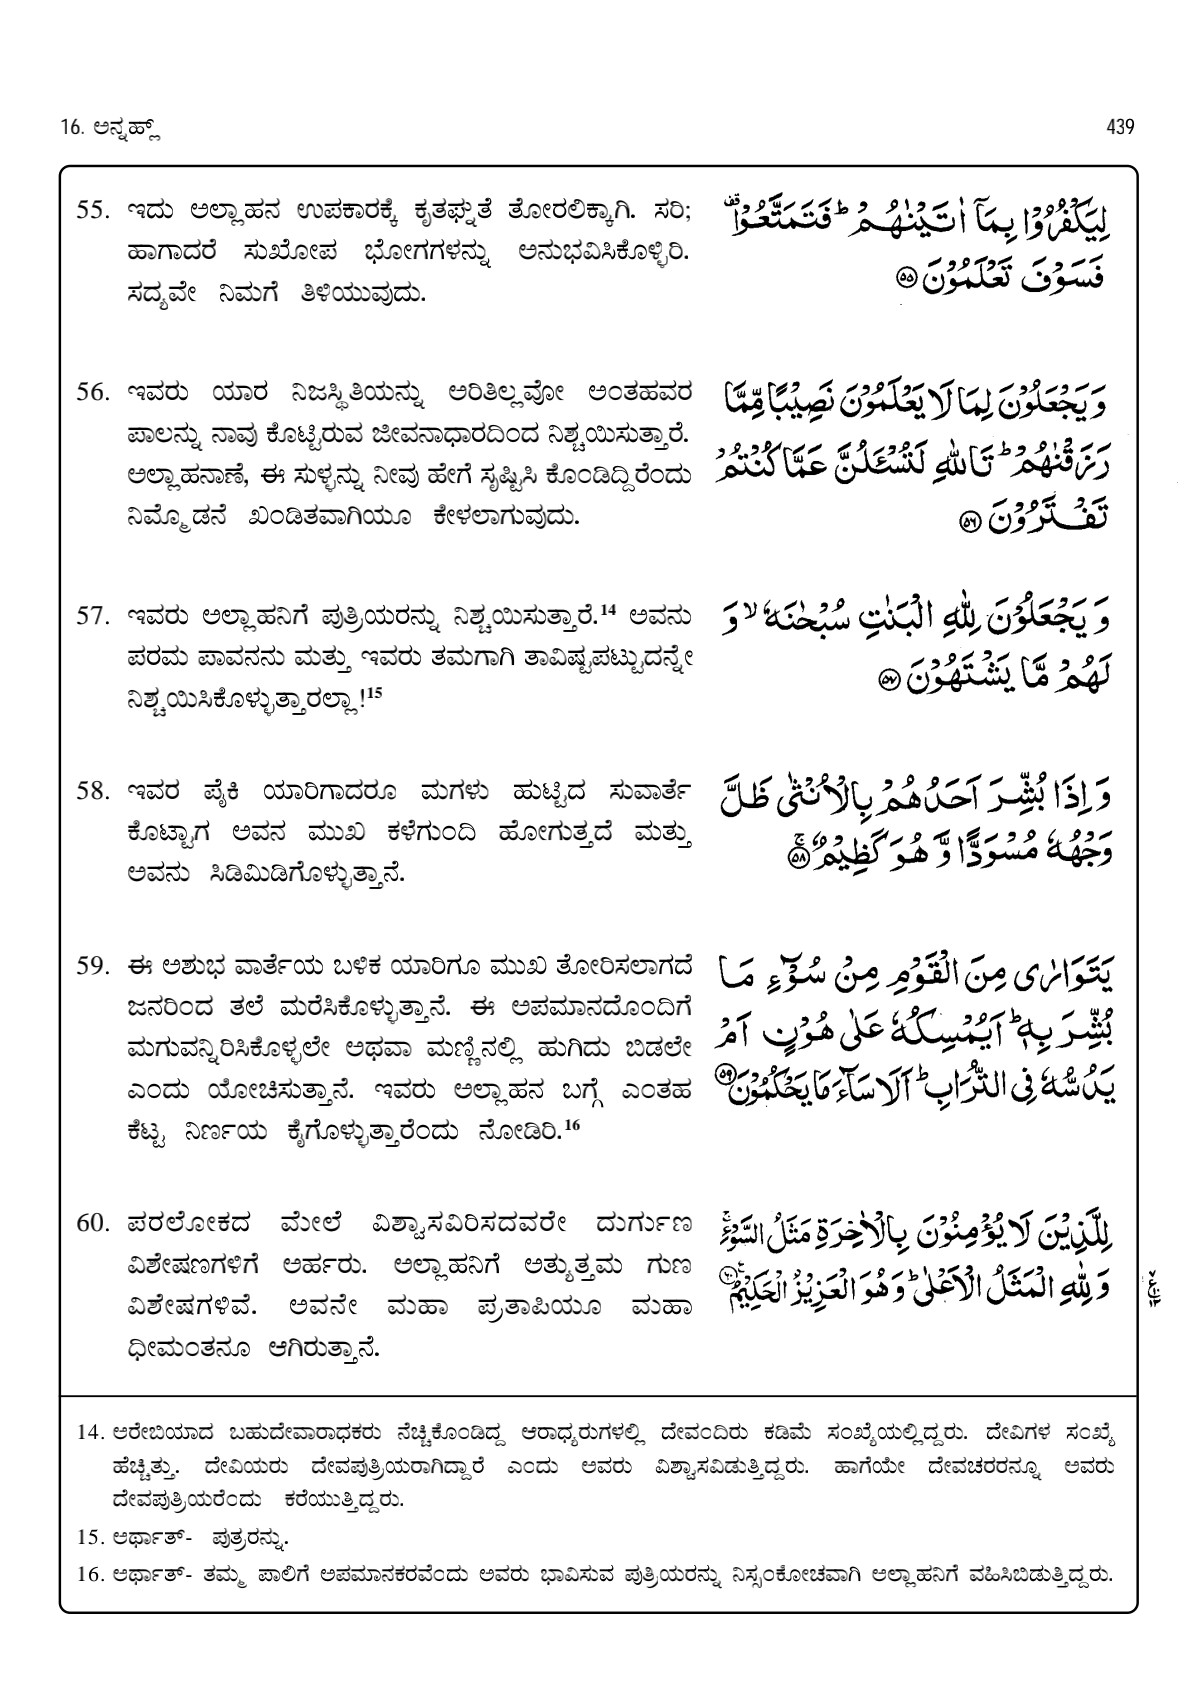 16. ಅನ್ನಹ್ಲ್ 439
55. ಇದು ಅಲ್ಲಾಹನ ಉಪಕಾರಕ್ಕೆ ಕೃತಘ್ನತೆ ತೋರಲಿಕ್ಕಾಗಿ. ಸರಿ;
ಹಾಗಾದರೆ ಸುಖೋಪ ಭೋಗಗಳನ್ನು ಅನುಭವಿಸಿಕೊಳ್ಳಿರಿ.
ಸದ್ಯವೇ ನಿಮಗೆ ತಿಳಿಯುವುದು.
لِيَكْفُرُوْا بِمَاۤ اٰتَيْنٰهُمْ ؕ فَتَمَتَّعُوْا ۫
فَسَوْفَ تَعْلَمُوْنَ ۝۵۵
56. ಇವರು ಯಾರ ನಿಜಸ್ಥಿತಿಯನ್ನು ಅರಿತಿಲ್ಲವೋ ಅಂತಹವರ
ಪಾಲನ್ನು ನಾವು ಕೊಟ್ಟಿರುವ ಜೀವನಾಧಾರದಿಂದ ನಿಶ್ಚಯಿಸುತ್ತಾರೆ.
ಅಲ್ಲಾಹನಾಣೆ, ಈ ಸುಳ್ಳನ್ನು ನೀವು ಹೇಗೆ ಸೃಷ್ಟಿಸಿ ಕೊಂಡಿದ್ದಿರೆಂದು
ನಿಮ್ಮೊಡನೆ ಖಂಡಿತವಾಗಿಯೂ ಕೇಳಲಾಗುವುದು.
وَ يَجْعَلُوْنَ لِمَا لَا يَعْلَمُوْنَ نَصِيْبًا مِّمَّا
رَزَقْنٰهُمْ ؕ تَاللّٰهِ لَتُسْـَٔلُنَّ عَمَّا كُنْتُمْ
تَفْتَرُوْنَ ۝۵۶
57. ಇವರು ಅಲ್ಲಾಹನಿಗೆ ಪುತ್ರಿಯರನ್ನು ನಿಶ್ಚಯಿಸುತ್ತಾರೆ.14 ಅವನು
ಪರಮ ಪಾವನನು ಮತ್ತು ಇವರು ತಮಗಾಗಿ ತಾವಿಷ್ಟಪಟ್ಟುದನ್ನೇ
ನಿಶ್ಚಯಿಸಿಕೊಳ್ಳುತ್ತಾರಲ್ಲಾ!15
وَ يَجْعَلُوْنَ لِلّٰهِ الْبَنٰتِ سُبْحٰنَهٗ ۙ وَ
لَهُمْ مَّا يَشْتَهُوْنَ ۝۵۷
58. ಇವರ ಪೈಕಿ ಯಾರಿಗಾದರೂ ಮಗಳು ಹುಟ್ಟಿದ ಸುವಾರ್ತೆ
ಕೊಟ್ಟಾಗ ಅವನ ಮುಖ ಕಳೆಗುಂದಿ ಹೋಗುತ್ತದೆ ಮತ್ತು
ಅವನು ಸಿಡಿಮಿಡಿಗೊಳ್ಳುತ್ತಾನೆ.
وَ اِذَا بُشِّرَ اَحَدُهُمْ بِالْاُنْثٰى ظَلَّ
وَجْهُهٗ مُسْوَدًّا وَّ هُوَ كَظِيْمٌ ۚ۝۵۸
59. ಈ ಅಶುಭ ವಾರ್ತೆಯ ಬಳಿಕ ಯಾರಿಗೂ ಮುಖ ತೋರಿಸಲಾಗದೆ
ಜನರಿಂದ ತಲೆ ಮರೆಸಿಕೊಳ್ಳುತ್ತಾನೆ. ಈ ಅಪಮಾನದೊಂದಿಗೆ
ಮಗುವನ್ನಿರಿಸಿಕೊಳ್ಳಲೇ ಅಥವಾ ಮಣ್ಣಿನಲ್ಲಿ ಹುಗಿದು ಬಿಡಲೇ
ಎಂದು ಯೋಚಿಸುತ್ತಾನೆ. ಇವರು ಅಲ್ಲಾಹನ ಬಗ್ಗೆ ಎಂತಹ
ಕೆಟ್ಟ ನಿರ್ಣಯ ಕೈಗೊಳ್ಳುತ್ತಾರೆಂದು ನೋಡಿರಿ.16
يَتَوَارٰى مِنَ الْقَوْمِ مِنْ سُوْٓءِ مَا
بُشِّرَ بِهٖ ؕ اَيُمْسِكُهٗ عَلٰى هُوْنٍ اَمْ
يَدُسُّهٗ فِى التُّرَابِ ؕ اَلَا سَآءَ مَا يَحْكُمُوْنَ ۝۵۹
60. ಪರಲೋಕದ ಮೇಲೆ ವಿಶ್ವಾಸವಿರಿಸದವರೇ ದುರ್ಗುಣ
ವಿಶೇಷಣಗಳಿಗೆ ಅರ್ಹರು. ಅಲ್ಲಾಹನಿಗೆ ಅತ್ಯುತ್ತಮ ಗುಣ
ವಿಶೇಷಗಳಿವೆ. ಅವನೇ ಮಹಾ ಪ್ರತಾಪಿಯೂ ಮಹಾ
ಧೀಮಂತನೂ ಆಗಿರುತ್ತಾನೆ.
لِلَّذِيْنَ لَا يُؤْمِنُوْنَ بِالْاٰخِرَةِ مَثَلُ السَّوْءِ ۚ
وَ لِلّٰهِ الْمَثَلُ الْاَعْلٰى ؕ وَ هُوَ الْعَزِيْزُ الْحَكِيْمُ ۝۶۰
14. ಅರೇಬಿಯಾದ ಬಹುದೇವಾರಾಧಕರು ನೆಚ್ಚಿಕೊಂಡಿದ್ದ ಆರಾಧ್ಯರುಗಳಲ್ಲಿ ದೇವಂದಿರು ಕಡಿಮೆ ಸಂಖ್ಯೆಯಲ್ಲಿದ್ದರು. ದೇವಿಗಳ ಸಂಖ್ಯೆ
ಹೆಚ್ಚಿತ್ತು. ದೇವಿಯರು ದೇವಪುತ್ರಿಯರಾಗಿದ್ದಾರೆ ಎಂದು ಅವರು ವಿಶ್ವಾಸವಿಡುತ್ತಿದ್ದರು. ಹಾಗೆಯೇ ದೇವಚರರನ್ನೂ ಅವರು
ದೇವಪುತ್ರಿಯರೆಂದು ಕರೆಯುತ್ತಿದ್ದರು.
15. ಅರ್ಥಾತ್- ಪುತ್ರರನ್ನು.
16. ಅರ್ಥಾತ್- ತಮ್ಮ ಪಾಲಿಗೆ ಅಪಮಾನಕರವೆಂದು ಅವರು ಭಾವಿಸುವ ಪುತ್ರಿಯರನ್ನು ನಿಸ್ಸಂಕೋಚವಾಗಿ ಅಲ್ಲಾಹನಿಗೆ ವಹಿಸಿಬಿಡುತ್ತಿದ್ದರು.